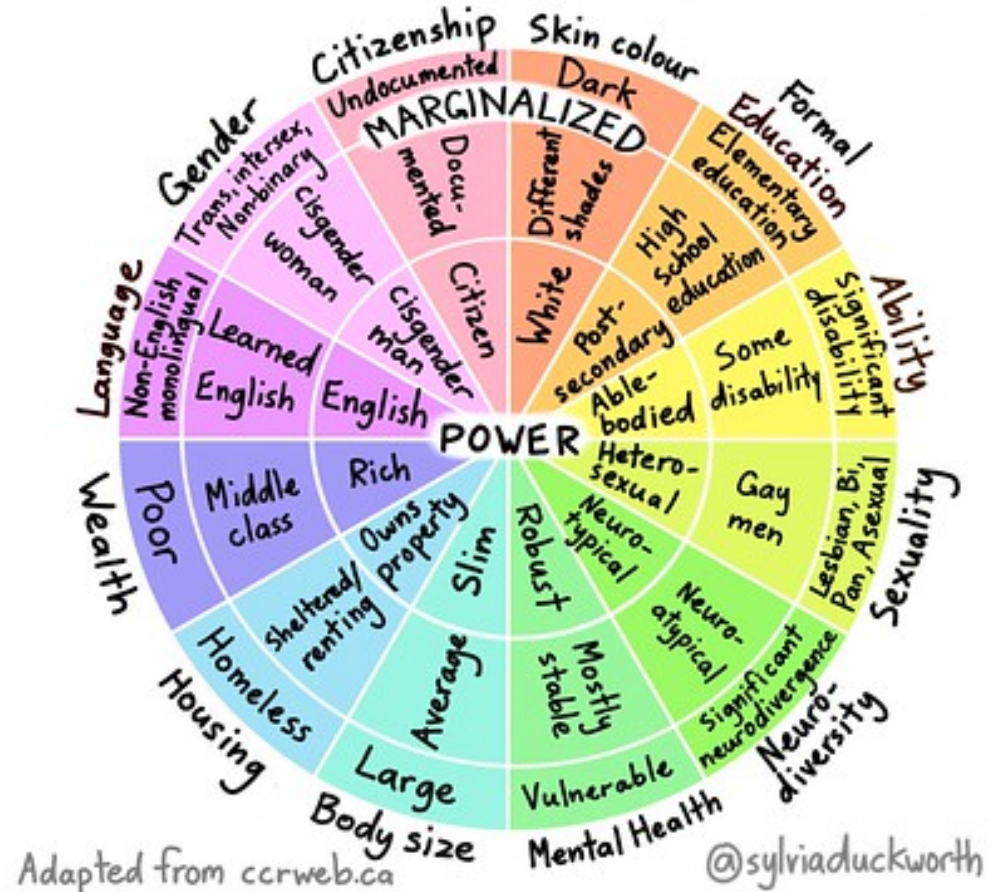 Citizenship
Undocumented
Docu-
mented
Citizen
Skin colour
Dark
Different
shades
White
Formal
Education
Elementary
education
High
school
education
Post-
secondary
Ability
Significant
disability
Some
disability
Able-
bodied
Sexuality
Lesbian, Bi,
Pan, Asexual
Gay
men
Hetero-
sexual
Neuro-
diversity
Significant
neurodivergence
Neuro-
atypical
Neuro-
typical
Mental Health
Vulnerable
Mostly
stable
Robust
Body size
Large
Average
Slim
Housing
Homeless
Sheltered/
renting
Owns
property
Wealth
Poor
Middle
class
Rich
Language
Non-English
monolingual
Learned
English
English
Gender
Trans, intersex,
Non-binary
cisgender
woman
cisgender
man
MARGINALIZED
POWER
Adapted from ccrweb.ca
@sylviaduckworth